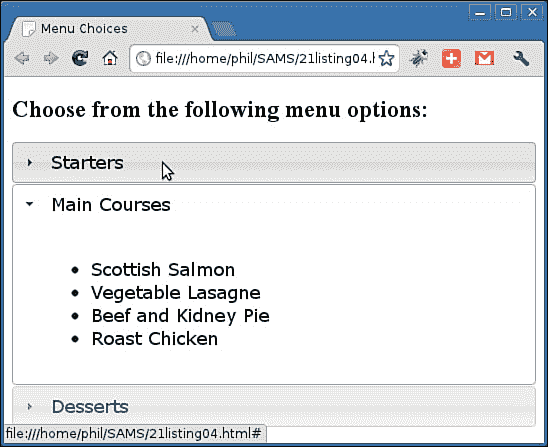 Menu Choices
file:///home/phil/SAMS/21listing04.h
Choose from the following menu options:
Starters
Main Courses
Scottish Salmon
Vegetable Lasagne
Beef and Kidney Pie
Roast Chicken
Desserts
file:///home/phil/SAMS/21listing04.html#